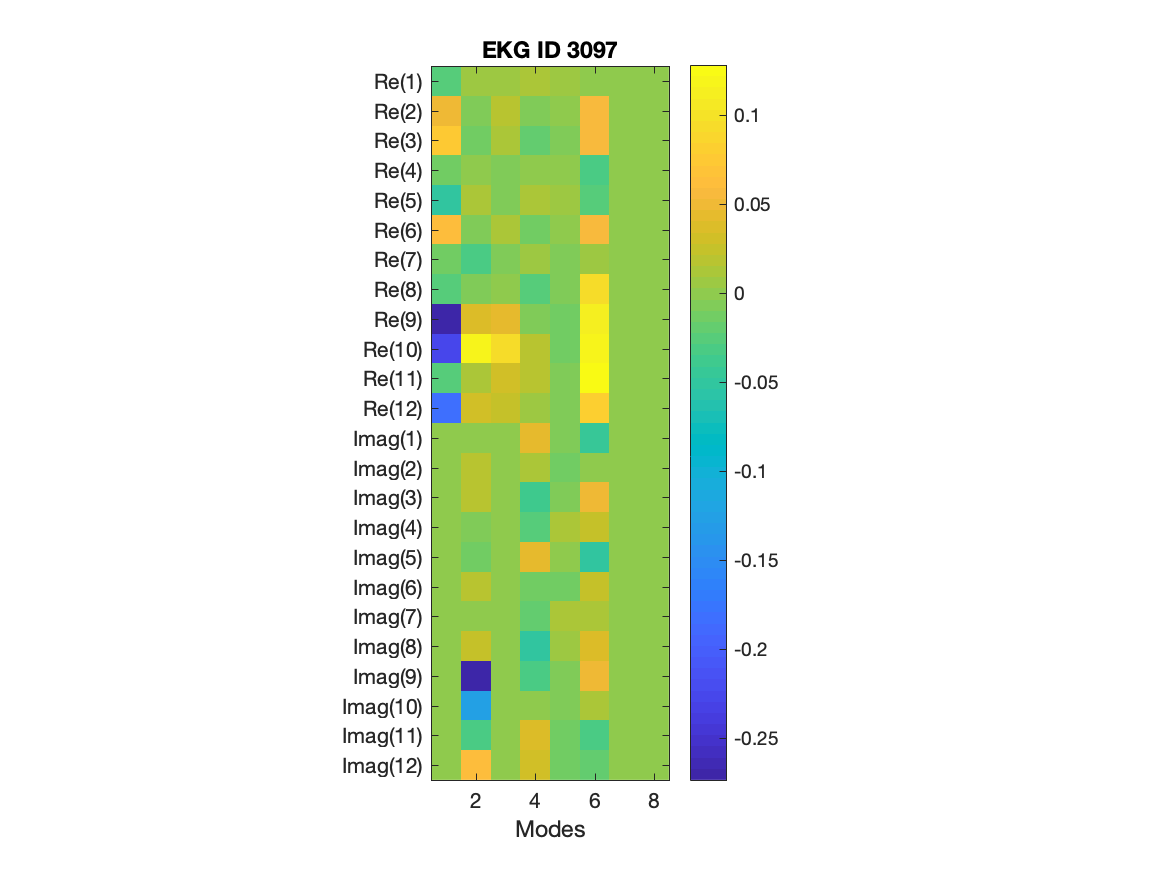 EKG ID 3097
Re(1)
Re(2)
Re(3)
Re(4)
Re(5)
Re(6)
Re(7)
Re(8)
Re(9)
Re(10)
Re(11)
Re(12)
Imag(1)
Imag(2)
Imag(3)
Imag(4)
Imag(5)
Imag(6)
Imag(7)
Imag(8)
Imag(9)
Imag(10)
Imag(11)
Imag(12)
2 4 6 8
Modes
0.1
0.05
0
-0.05
-0.1
-0.15
-0.2
-0.25